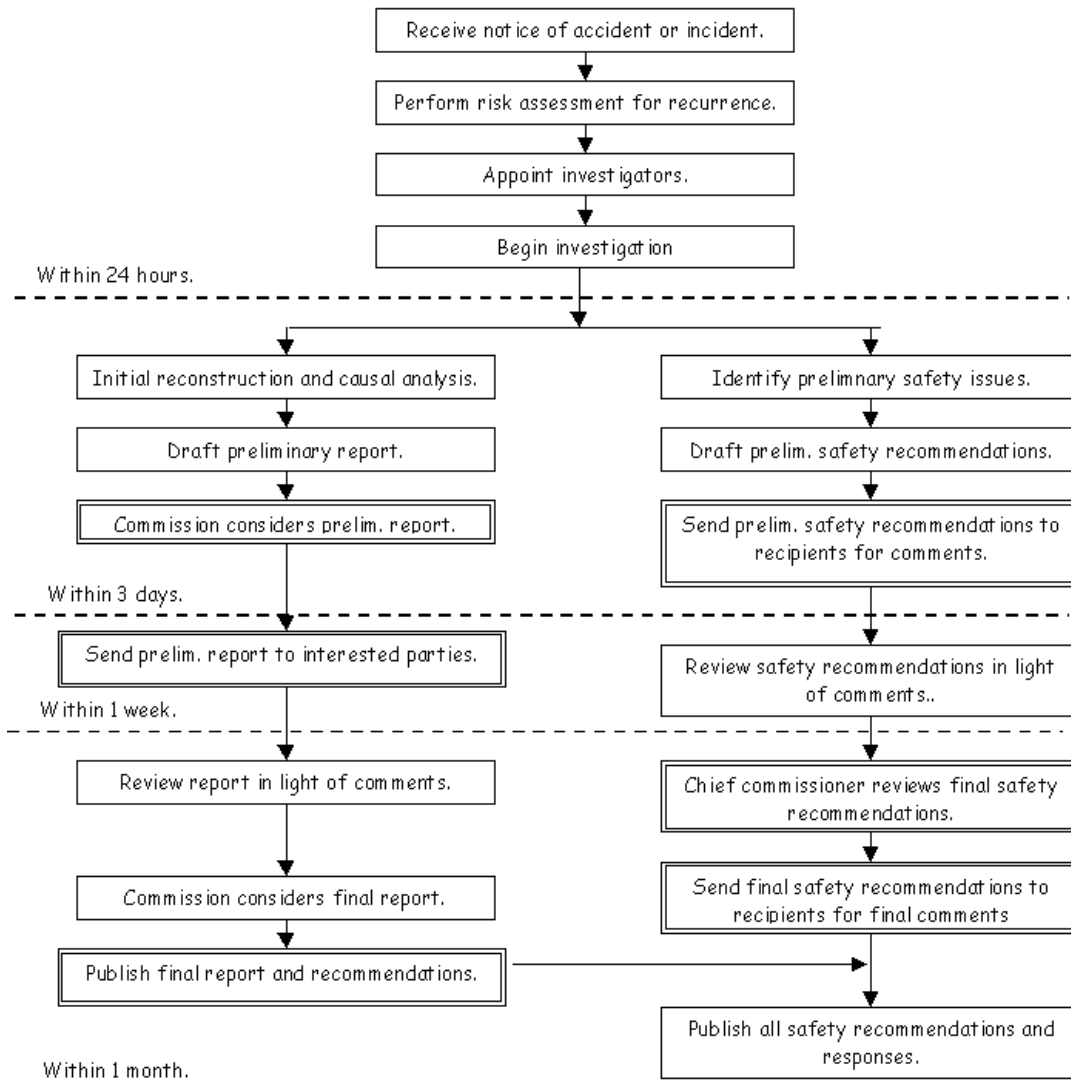 Receive notice of accident or incident.
Perform risk assessment for recurrence.
Appoint investigators.
Begin investigation
Within 24 hours.
Initial reconstruction and causal analysis.
Identify prelimnary safety issues.
Draft preliminary report.
Draft prelim. safety recommendations.
Commission considers prelim. report.
Send prelim. safety recommendations to
recipients for comments.
Within 3 days.
Send prelim. report to interested parties.
Review safety recommendations in light
of comments..
Within 1 week.
Review report in light of comments.
Chief commissioner reviews final safety
recommendations.
Commission considers final report.
Send final safety recommendations to
recipients for final comments
Publish final report and recommendations.
Publish all safety recommendations and
responses.
Within 1 month.